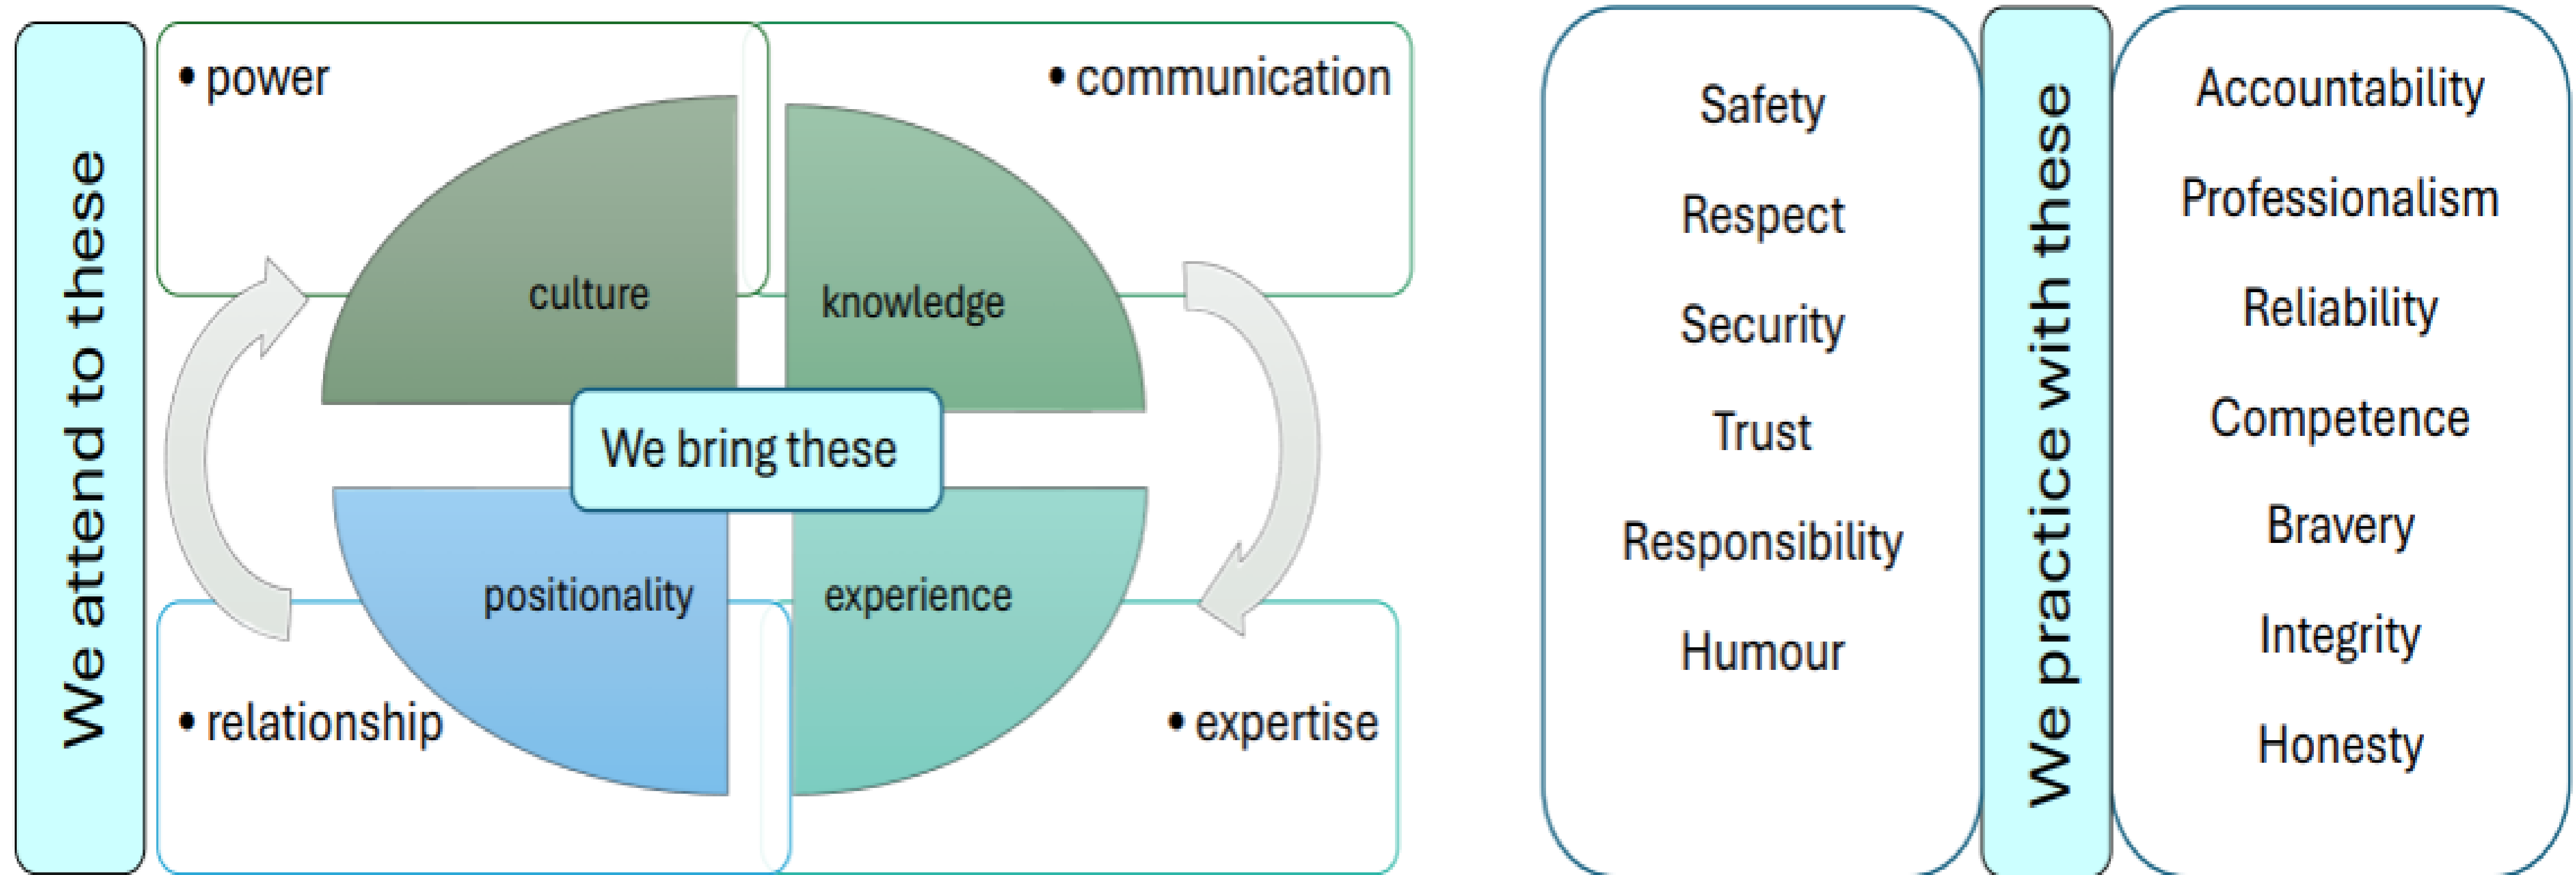 We attend to these
• power
• communication
culture
knowledge
We bring these
positionality
experience
• relationship
• expertise
Safety
Respect
Security
Trust
Responsibility
Humour
We practice with these
Accountability
Professionalism
Reliability
Competence
Bravery
Integrity
Honesty